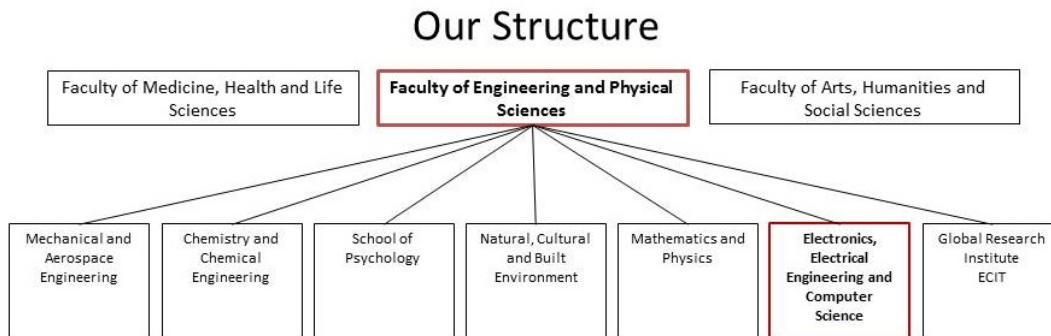 Our Structure
Faculty of Medicine, Health and Life
Sciences
Faculty of Engineering and Physical
Sciences
Faculty of Arts, Humanities and
Social Sciences
Mechanical and
Aerospace
Engineering
Chemistry and
Chemical
Engineering
School of
Psychology
Natural, Cultural
and Built
Environment
Mathematics and
Physics
Electronics,
Electrical
Engineering and
Computer
Science
Global Research
Institute
ECIT